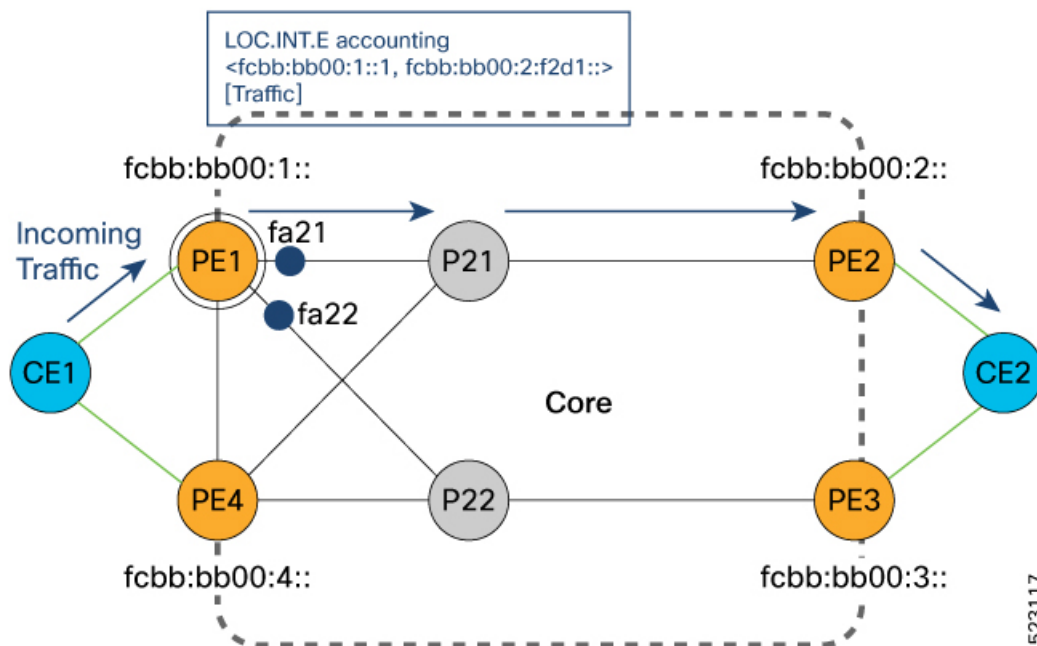 LOC.INT.E accounting
<fcbb:bb00:1::1, fcbb:bb00:2:f2d1::>
[Traffic]
fcbb:bb00:1::
fcbb:bb00:2::
Incoming
Traffic
PE1
fa21
P21
PE2
fa22
CE1
CE2
Core
PE4
P22
PE3
fcbb:bb00:4::
fcbb:bb00:3::
523117